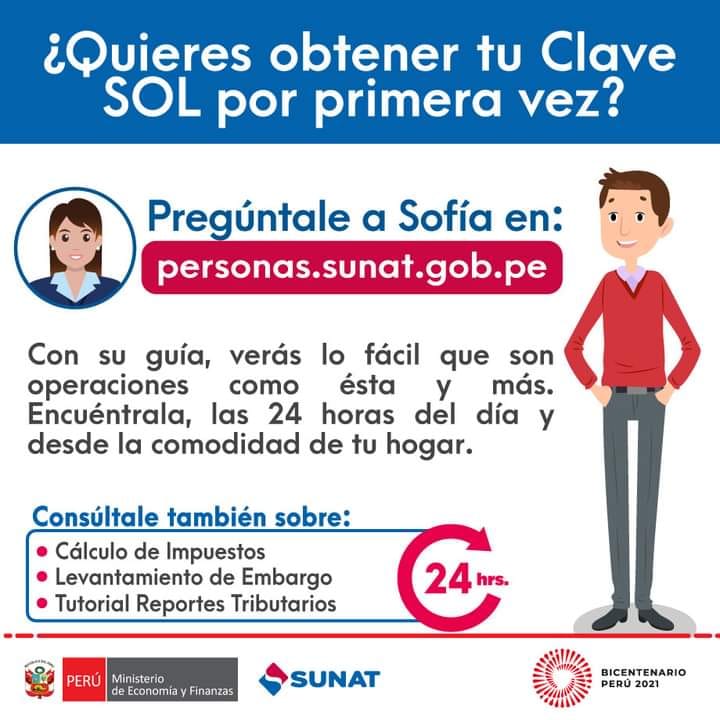 ¿Quieres obtener tu Clave
SOL por primera vez?
Pregúntale a Sofía en:
personas.sunat.gob.pe
Con su guía, verás lo fácil que son
operaciones como ésta y más.
Encuéntrala, las 24 horas del día y
desde la comodidad de tu hogar.
Consúltale también sobre:
• Cálculo de Impuestos
• Levantamiento de Embargo
• Tutorial Reportes Tributarios
24 hrs.
PERÚ
Ministerio
de Economía y Finanzas
SUNAT
BICENTENARIO
PERÚ 2021